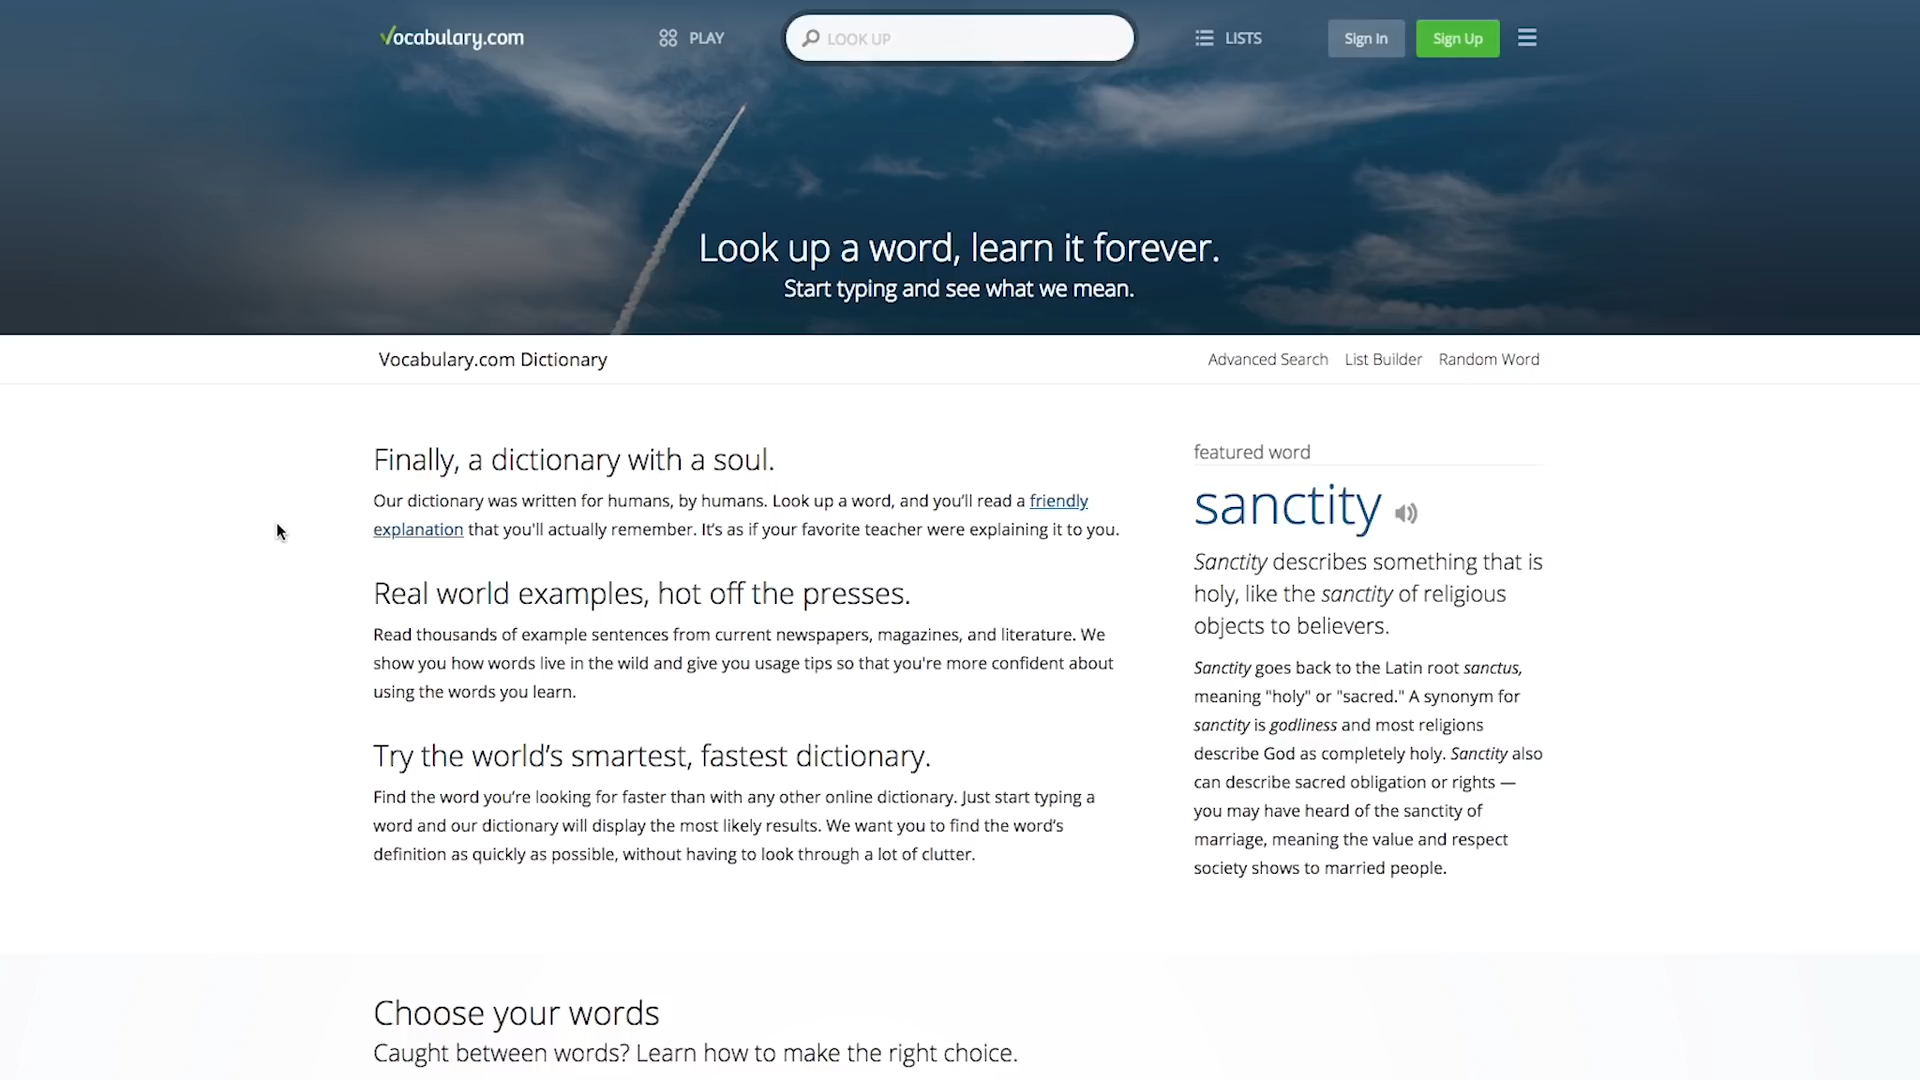 Vocabulary.com
PLAY
LOOK UP
LISTS
Sign In
Sign Up
Look up a word, learn it forever.
Start typing and see what we mean.
Vocabulary.com Dictionary
Advanced Search
List Builder
Random Word
Finally, a dictionary with a soul.
Our dictionary was written for humans, by humans. Look up a word, and you'll read a friendly
explanation that you'll actually remember. It's as if your favorite teacher were explaining it to you.
Real world examples, hot off the presses.
Read thousands of example sentences from current newspapers, magazines, and literature. We
show you how words live in the wild and give you usage tips so that you're more confident about
using the words you learn.
Try the world's smartest, fastest dictionary.
Find the word you're looking for faster than with any other online dictionary. Just start typing a
word and our dictionary will display the most likely results. We want you to find the word's
definition as quickly as possible, without having to look through a lot of clutter.
featured word
sanctity
Sanctity describes something that is
holy, like the sanctity of religious
objects to believers.
Sanctity goes back to the Latin root sanctus,
meaning "holy" or "sacred." A synonym for
sanctity is godliness and most religions
describe God as completely holy. Sanctity also
can describe sacred obligation or rights —
you may have heard of the sanctity of
marriage, meaning the value and respect
society shows to married people.
Choose your words
Caught between words? Learn how to make the right choice.